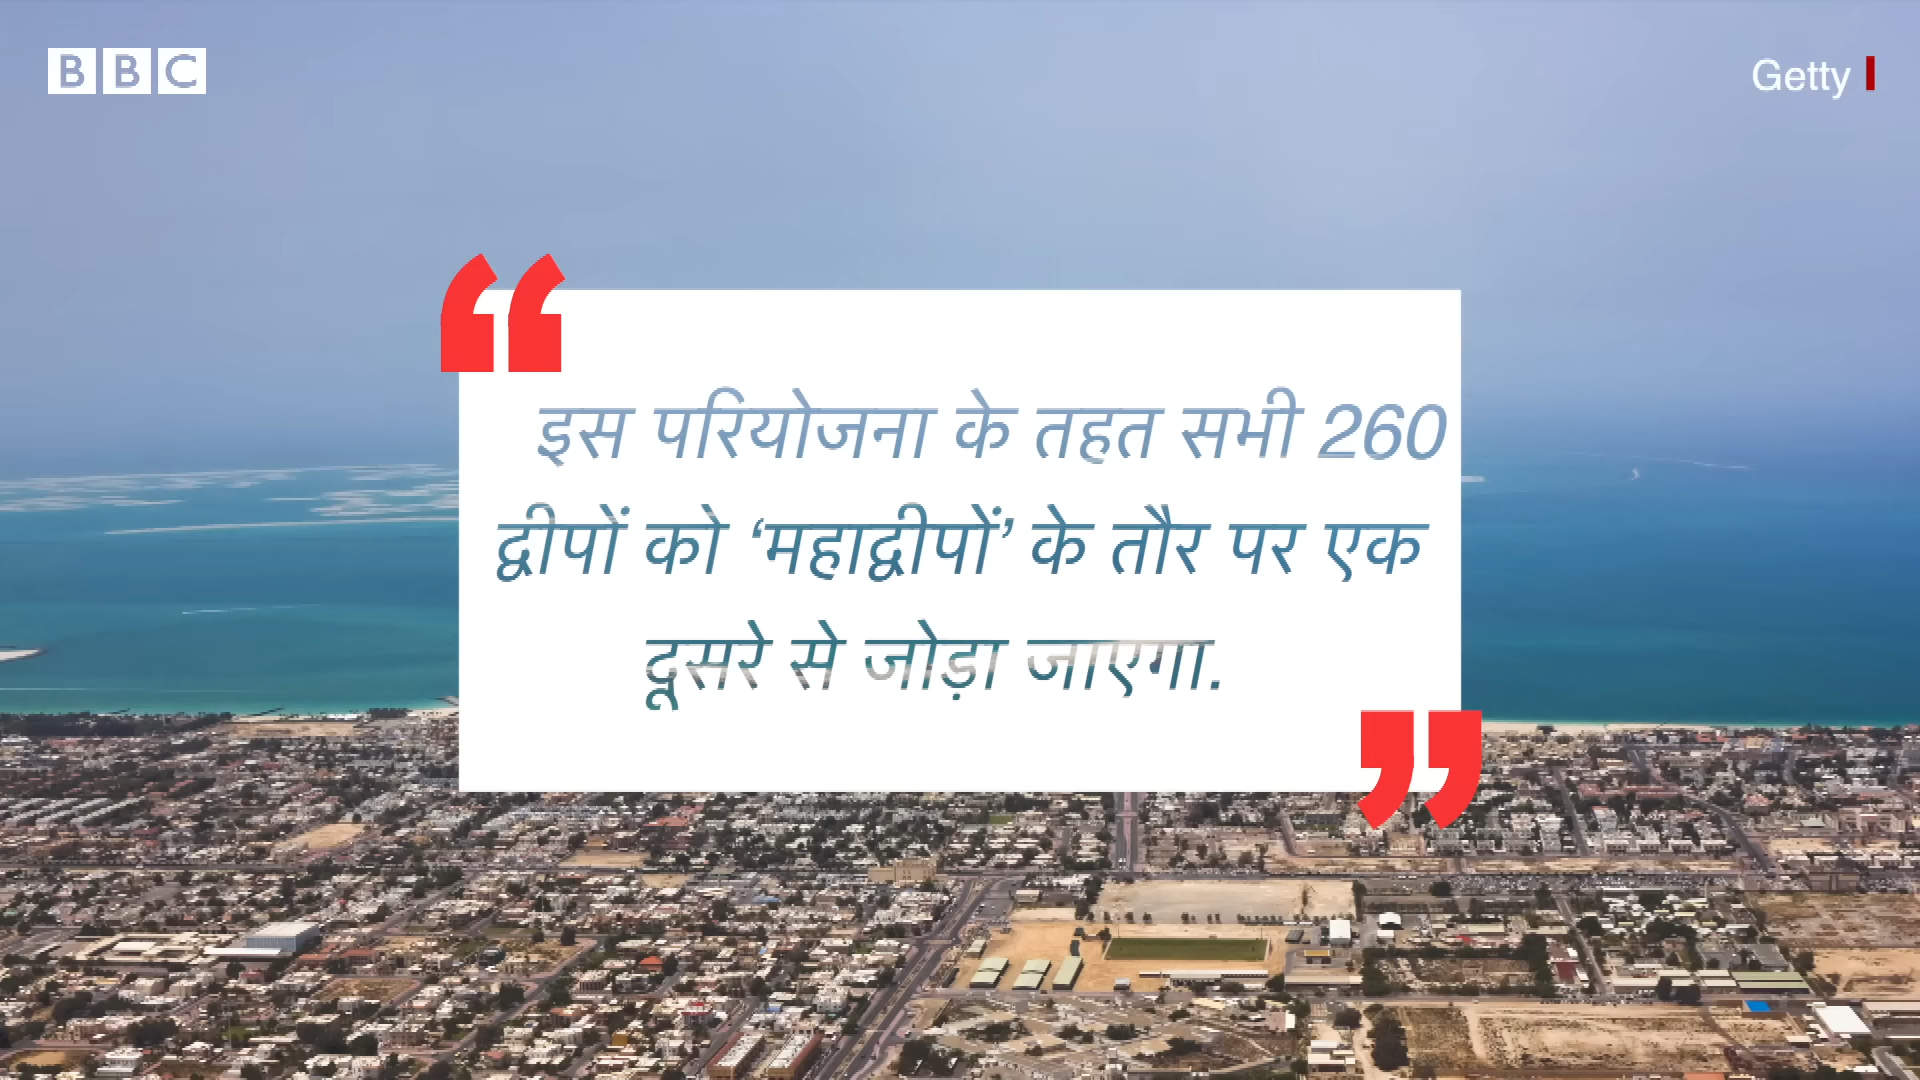 BBC
Getty
“
इस परियोजना के तहत सभी 260
द्वीपों को ‘महाद्वीपों’ के तौर पर एक
दूसरे से जोड़ा जाएगा.
”